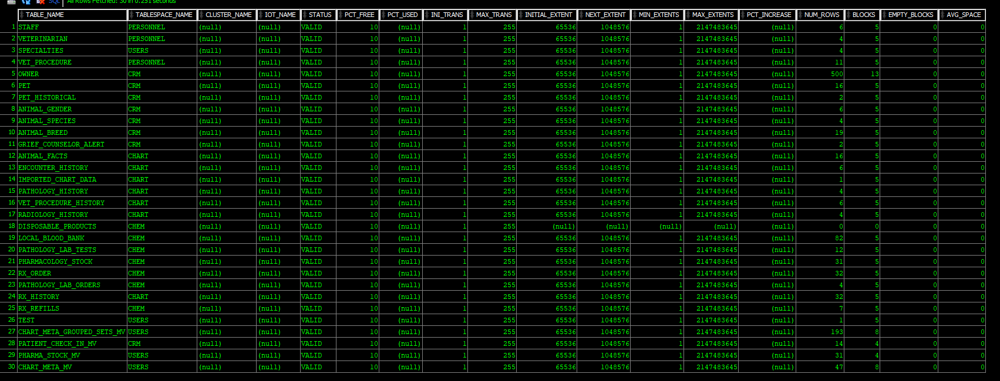 SQL All Rows Fetched: 30 in 0.251 seconds
TABLE_NAME TABLESPACE_NAME CLUSTER_NAME IOT_NAME STATUS PCT_FREE PCT_USED INI_TRANS MAX_TRANS INITIAL_EXTENT NEXT_EXTENT MIN_EXTENTS MAX_EXTENTS PCT_INCREASE NUM_ROWS BLOCKS EMPTY_BLOCKS AVG_SPACE
1 STAFF PERSONNEL (null) (null) VALID 10 (null) 1 255 65536 1048576 1 2147483645 (null) 6 5 0 0
2 VETERINARIAN PERSONNEL (null) (null) VALID 10 (null) 1 255 65536 1048576 1 2147483645 (null) 4 5 0 0
3 SPECIALTIES USERS (null) (null) VALID 10 (null) 1 255 65536 1048576 1 2147483645 (null) 4 5 0 0
4 VET_PROCEDURE PERSONNEL (null) (null) VALID 10 (null) 1 255 65536 1048576 1 2147483645 (null) 11 5 0 0
5 OWNER CRM (null) (null) VALID 10 (null) 1 255 65536 1048576 1 2147483645 (null) 500 13 0 0
6 PET CRM (null) (null) VALID 10 (null) 1 255 65536 1048576 1 2147483645 (null) 16 5 0 0
7 PET_HISTORICAL CRM (null) (null) VALID 10 (null) 1 255 65536 1048576 1 2147483645 (null) 2 5 0 0
8 ANIMAL_GENDER CRM (null) (null) VALID 10 (null) 1 255 65536 1048576 1 2147483645 (null) 6 5 0 0
9 ANIMAL_SPECIES CRM (null) (null) VALID 10 (null) 1 255 65536 1048576 1 2147483645 (null) 4 5 0 0
10 ANIMAL_BREED CRM (null) (null) VALID 10 (null) 1 255 65536 1048576 1 2147483645 (null) 19 5 0 0
11 GRIEF_COUNSELOR_ALERT CRM (null) (null) VALID 10 (null) 1 255 65536 1048576 1 2147483645 (null) 2 5 0 0
12 ANIMAL_FACTS CHART (null) (null) VALID 10 (null) 1 255 65536 1048576 1 2147483645 (null) 16 5 0 0
13 ENCOUNTER_HISTORY CHART (null) (null) VALID 10 (null) 1 255 65536 1048576 1 2147483645 (null) 6 5 0 0
14 IMPORTED_CHART_DATA CHART (null) (null) VALID 10 (null) 1 255 65536 1048576 1 2147483645 (null) 1 5 0 0
15 PATHOLOGY_HISTORY CHART (null) (null) VALID 10 (null) 1 255 65536 1048576 1 2147483645 (null) 4 5 0 0
16 VET_PROCEDURE_HISTORY CHART (null) (null) VALID 10 (null) 1 255 65536 1048576 1 2147483645 (null) 6 5 0 0
17 RADIOLOGY_HISTORY CHART (null) (null) VALID 10 (null) 1 255 65536 1048576 1 2147483645 (null) 4 5 0 0
18 DISPOSABLE_PRODUCTS CHEM (null) (null) VALID 10 (null) 1 255 (null) (null) (null) (null) (null) 0 0 0 0
19 LOCAL_BLOOD_BANK CHEM (null) (null) VALID 10 (null) 1 255 65536 1048576 1 2147483645 (null) 82 5 0 0
20 PATHOLOGY_LAB_TESTS CHEM (null) (null) VALID 10 (null) 1 255 65536 1048576 1 2147483645 (null) 12 5 0 0
21 PHARMACOLOGY_STOCK CHEM (null) (null) VALID 10 (null) 1 255 65536 1048576 1 2147483645 (null) 31 5 0 0
22 RX_ORDER CHEM (null) (null) VALID 10 (null) 1 255 65536 1048576 1 2147483645 (null) 32 5 0 0
23 PATHOLOGY_LAB_ORDERS CHEM (null) (null) VALID 10 (null) 1 255 65536 1048576 1 2147483645 (null) 4 5 0 0
24 RX_HISTORY CHART (null) (null) VALID 10 (null) 1 255 65536 1048576 1 2147483645 (null) 32 5 0 0
25 RX_REFILLS CHEM (null) (null) VALID 10 (null) 1 255 65536 1048576 1 2147483645 (null) 7 5 0 0
26 TEST USERS (null) (null) VALID 10 (null) 1 255 65536 1048576 1 2147483645 (null) 1 5 0 0
27 CHART_META_GROUPED_SETS_MV USERS (null) (null) VALID 10 (null) 1 255 65536 1048576 1 2147483645 (null) 193 8 0 0
28 PATIENT_CHECK_IN_MV CRM (null) (null) VALID 10 (null) 1 255 65536 1048576 1 2147483645 (null) 14 4 0 0
29 PHARMA_STOCK_MV USERS (null) (null) VALID 10 (null) 1 255 65536 1048576 1 2147483645 (null) 31 4 0 0
30 CHART_META_MV USERS (null) (null) VALID 10 (null) 1 255 65536 1048576 1 2147483645 (null) 47 8 0 0